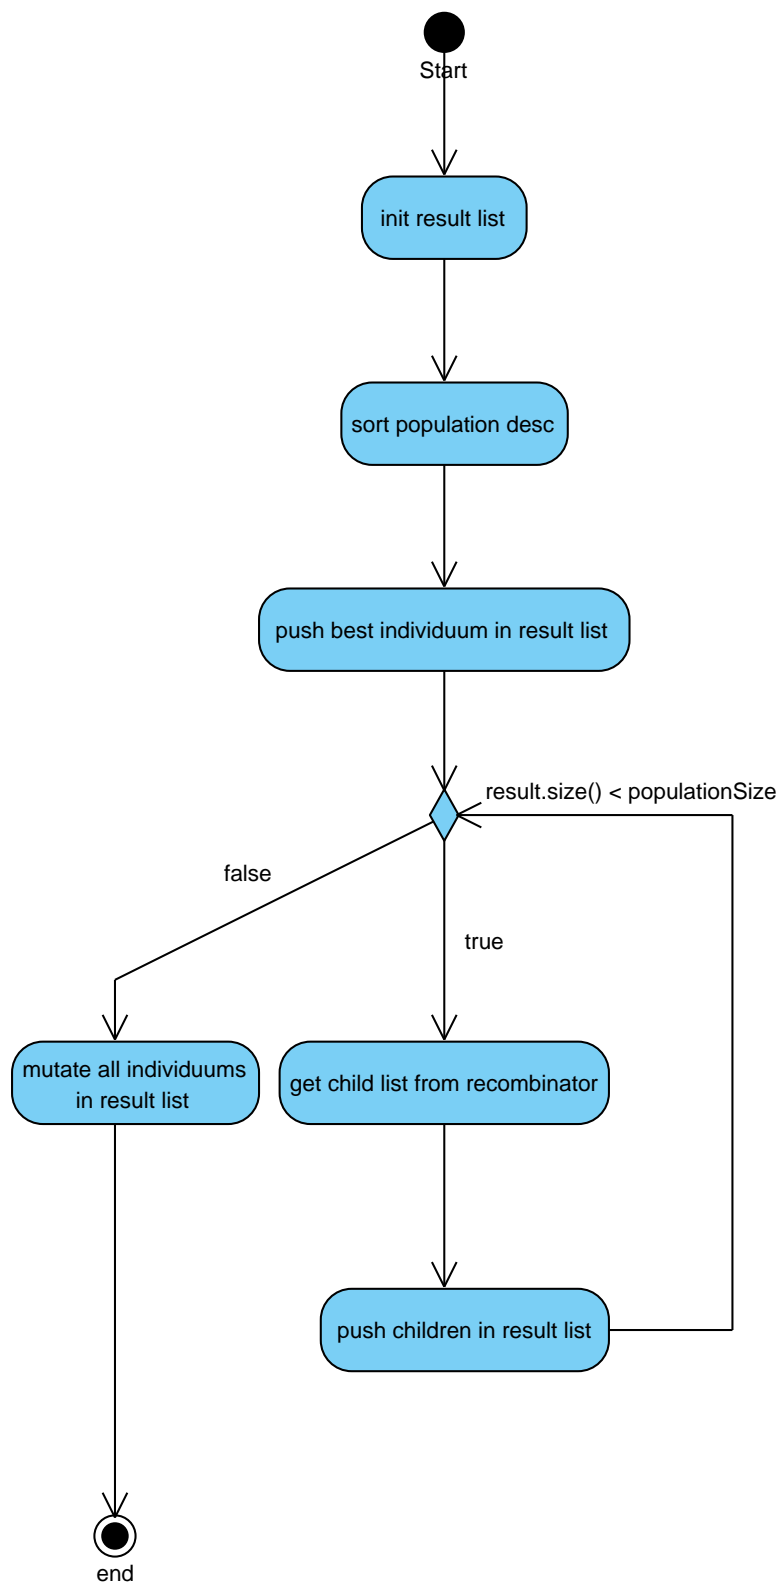 Start
init result list
sort population desc
push best individuum in result list
result.size() < populationSize
false
true
mutate all individuums
in result list
get child list from recombinator
push children in result list
end